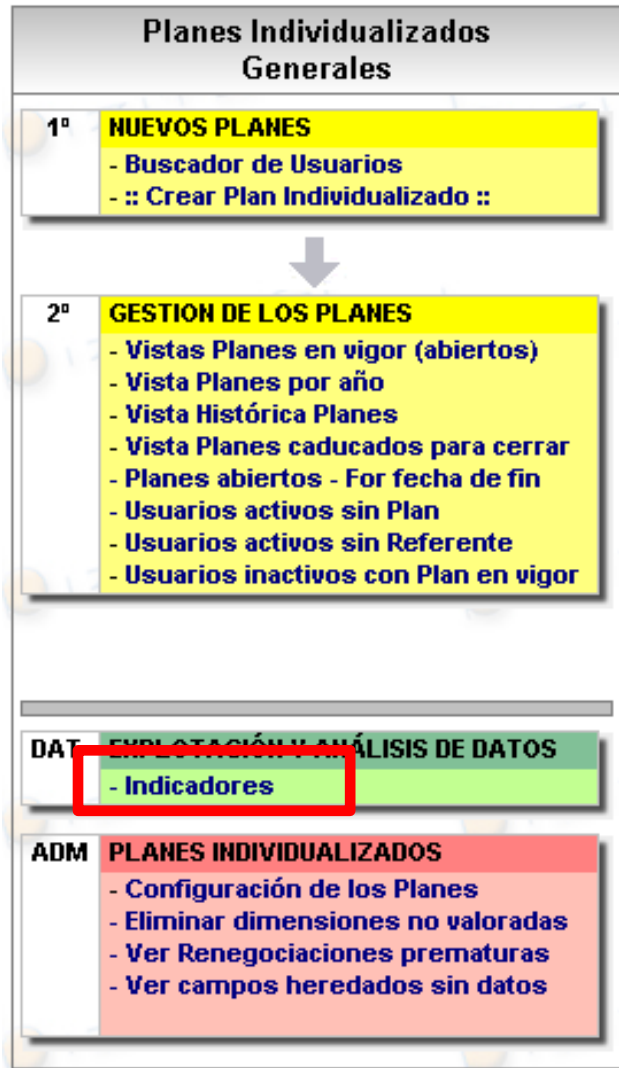 Planes Individualizados
Generales
1º NUEVOS PLANES
- Buscador de Usuarios
- :: Crear Plan Individualizado ::
2º GESTION DE LOS PLANES
- Vistas Planes en vigor (abiertos)
- Vista Planes por año
- Vista Histórica Planes
- Vista Planes caducados para cerrar
- Planes abiertos - For fecha de fin
- Usuarios activos sin Plan
- Usuarios activos sin Referente
- Usuarios inactivos con Plan en vigor
DAT EXPLOTACIÓN Y ANÁLISIS DE DATOS
- Indicadores
ADM PLANES INDIVIDUALIZADOS
- Configuración de los Planes
- Eliminar dimensiones no valoradas
- Ver Renegociaciones prematuras
- Ver campos heredados sin datos